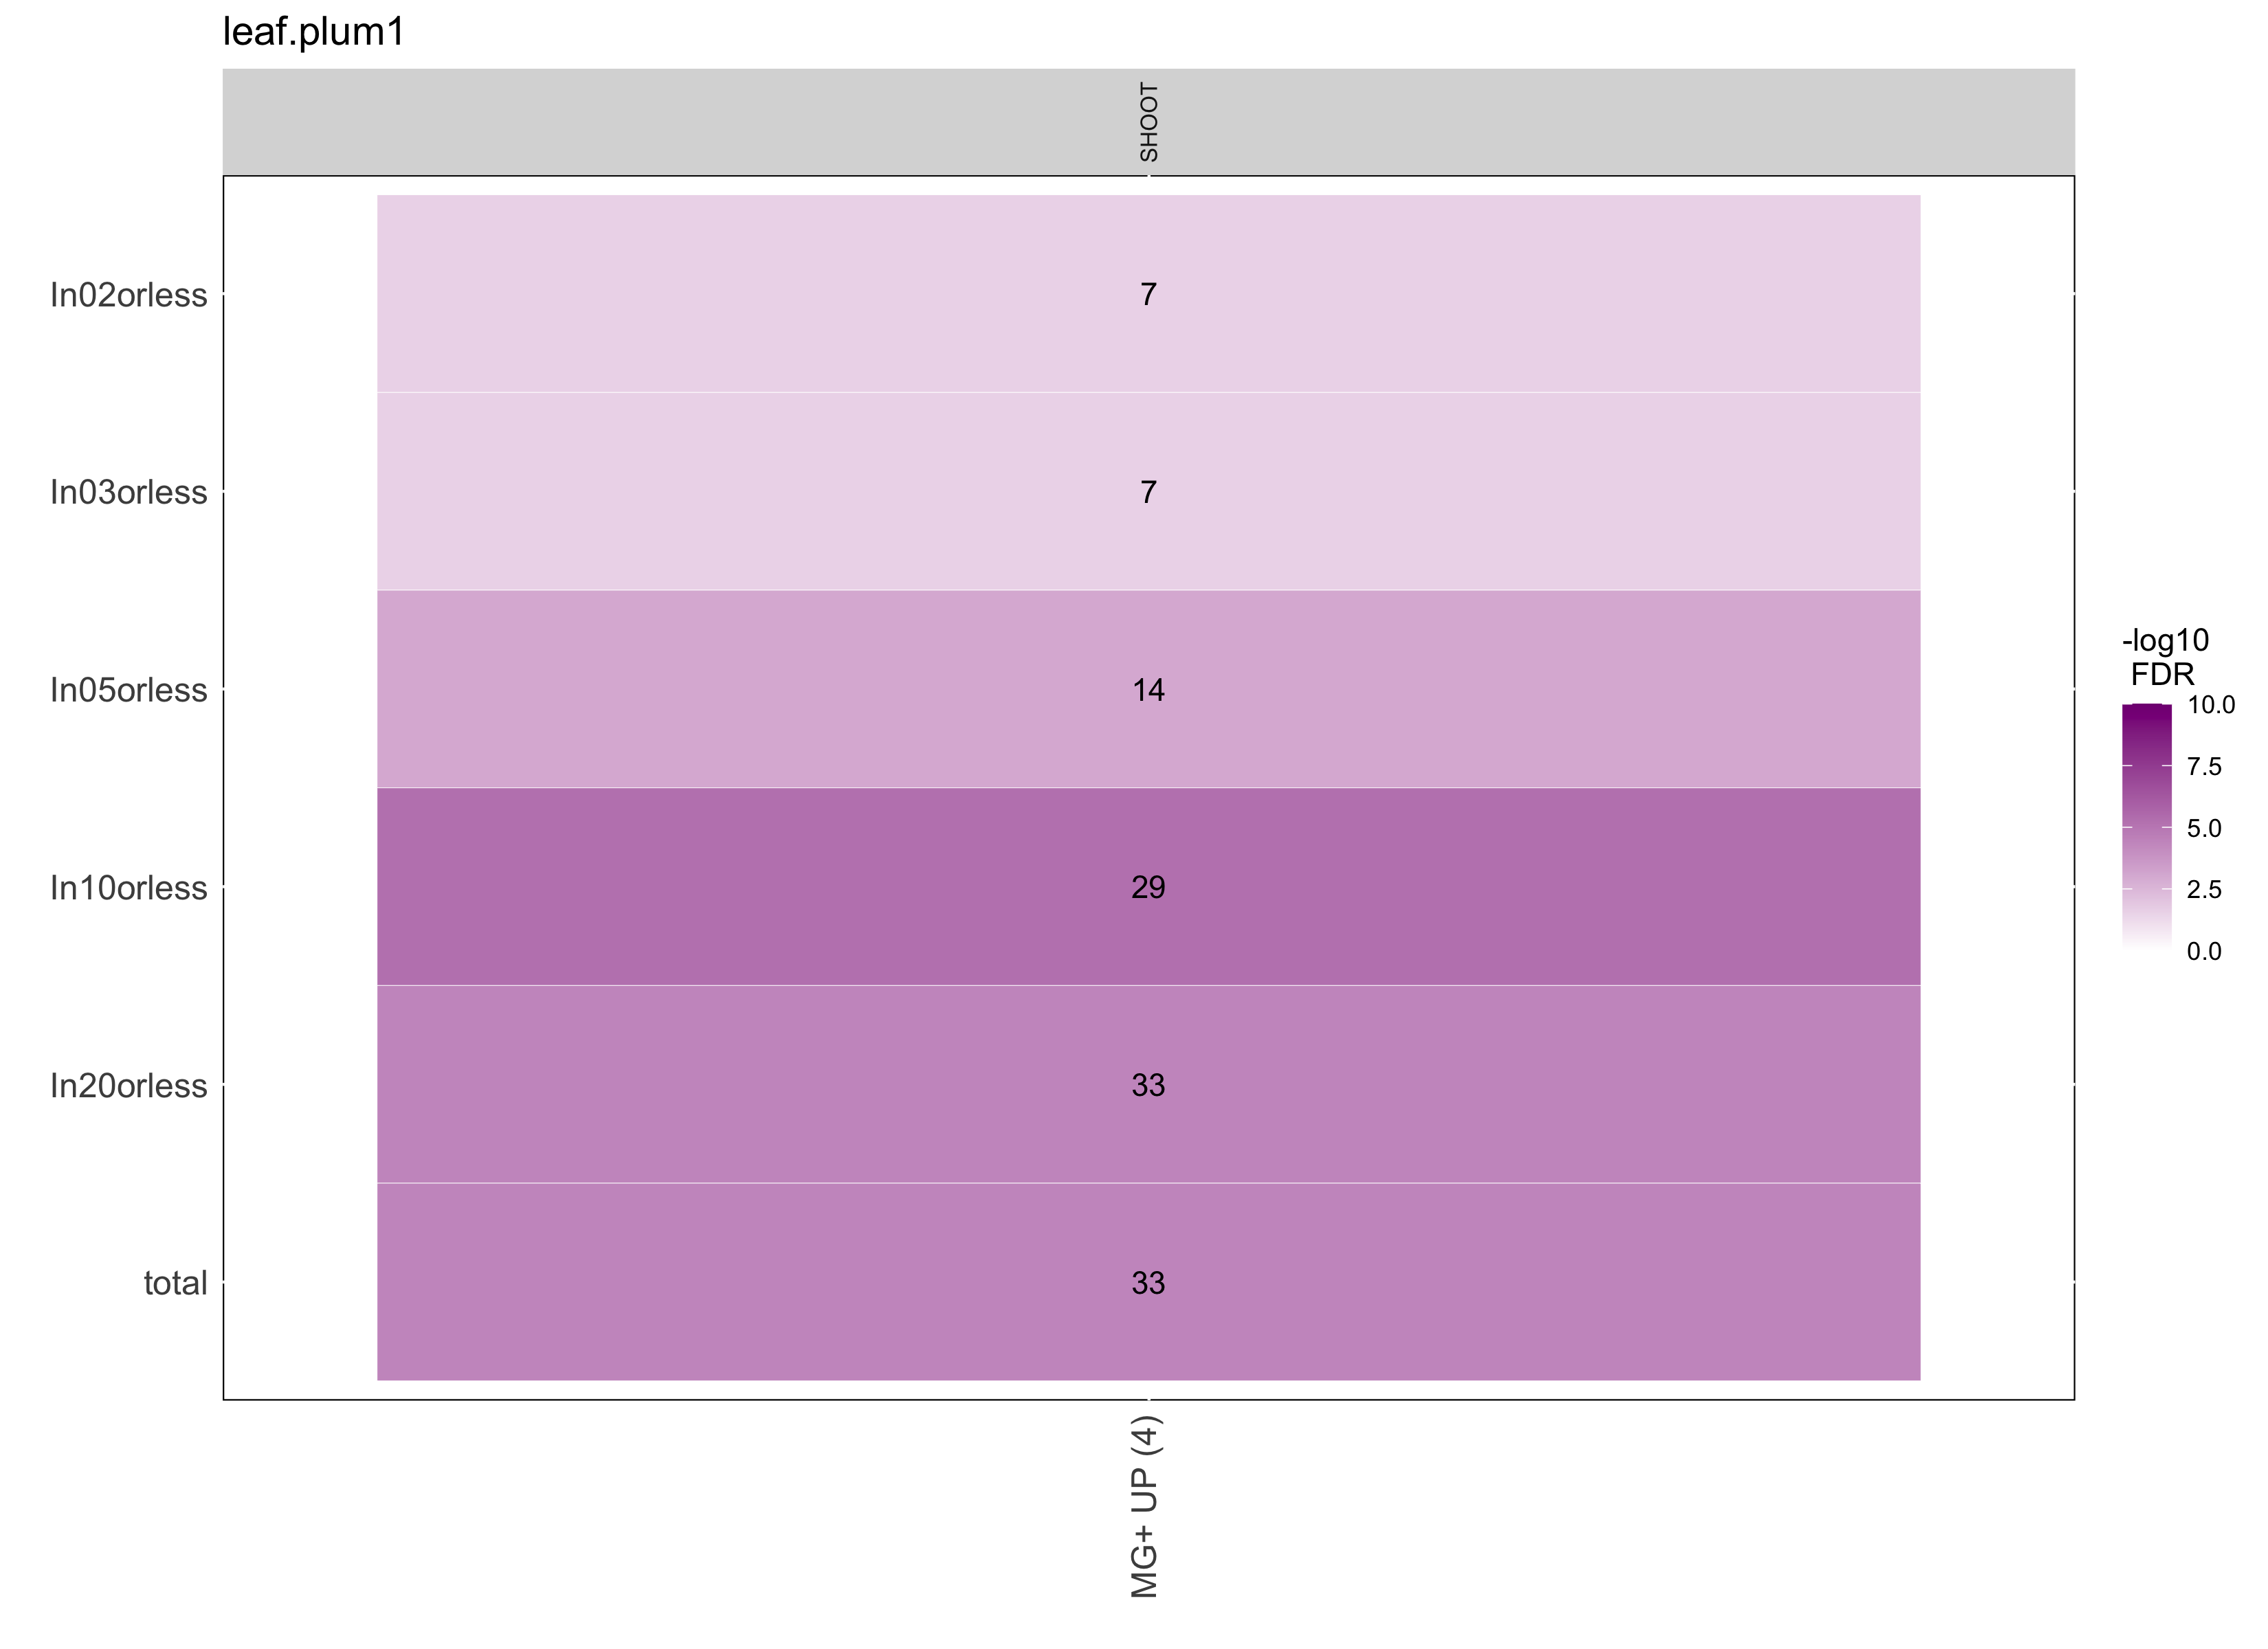 leaf.plum1
SHOOT
In02orless
7
In03orless
7
In05orless
14
In10orless
29
In20orless
33
total
33
MG+ UP (4)
-log10
FDR
10.0
7.5
5.0
2.5
0.0